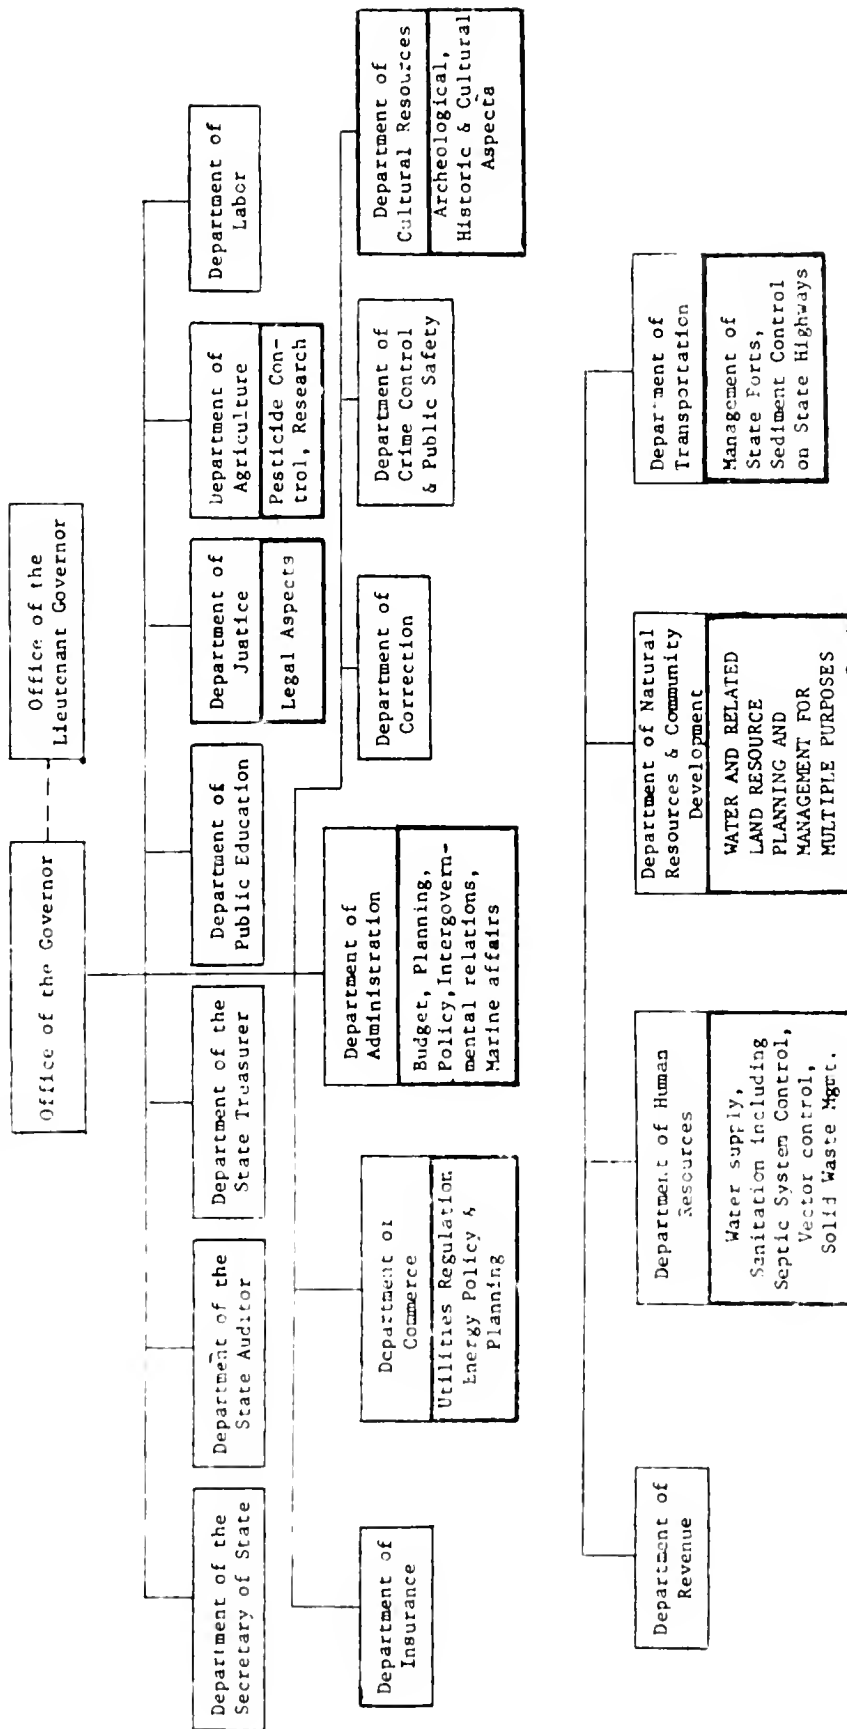 Office of the Governor
Office of the
Lieutenant Governor
Department of the
Secretary of State
Department of the
State Auditor
Department of the
State Treasurer
Department of
Public Education
Department of
Justice
Legal Aspects
Department of
Agriculture
Pesticide Con-
trol, Research
Department of
Labor
Department of
Insurance
Department of
Commerce
Utilities Regulation
Energy Policy &
Planning
Department of
Administration
Budget, Planning,
Policy, Intergovern-
mental relations,
Marine affairs
Department of
Correction
Department of
Crime Control
& Public Safety
Department of
Cultural Resources
Archeological,
Historic & Cultural
Aspects
Department of
Revenue
Department of Human
Resources
Water supply,
Sanitation including
Septic System Control,
Vector control,
Solid Waste Mgmt.
Department of Natural
Resources & Community
Development
WATER AND RELATED
LAND RESOURCE
PLANNING AND
MANAGEMENT FOR
MULTIPLE PURPOSES
Department of
Transportation
Management of
State Ports,
Sediment Control
on State Highways